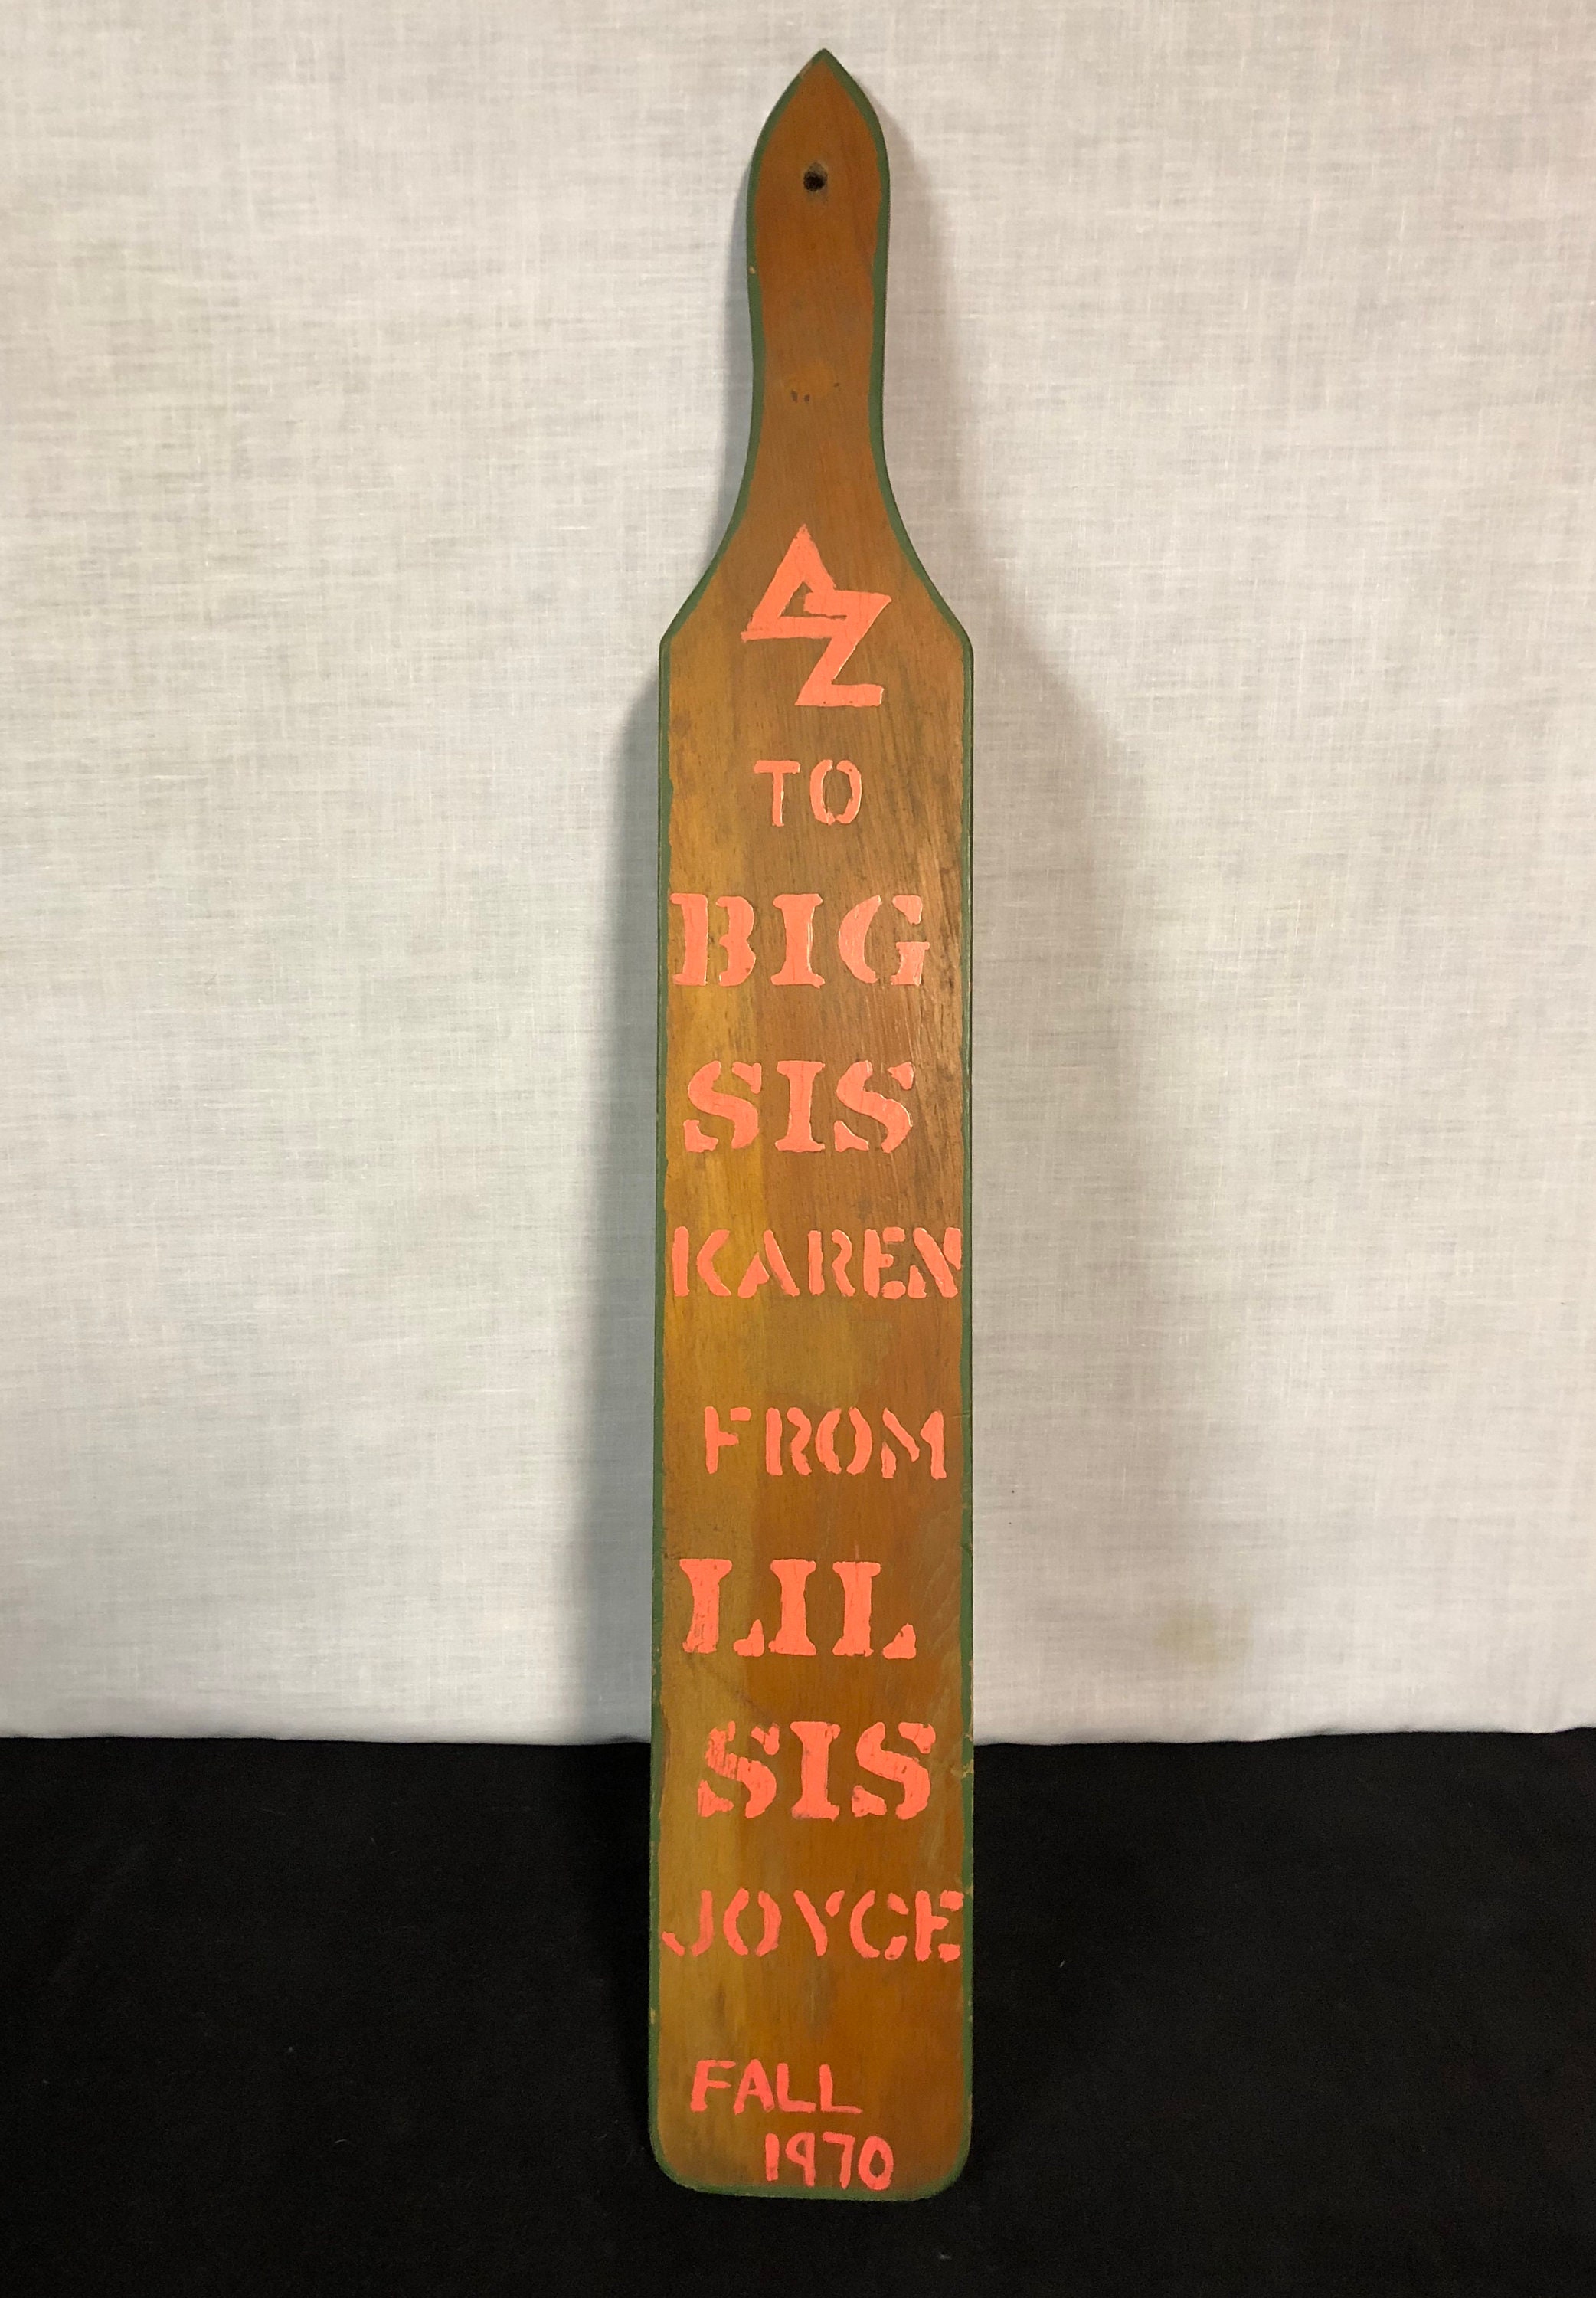 ΔZ
TO
BIG
SIS
KAREN
FROM
LIL
SIS
JOYCE
FALL
1970